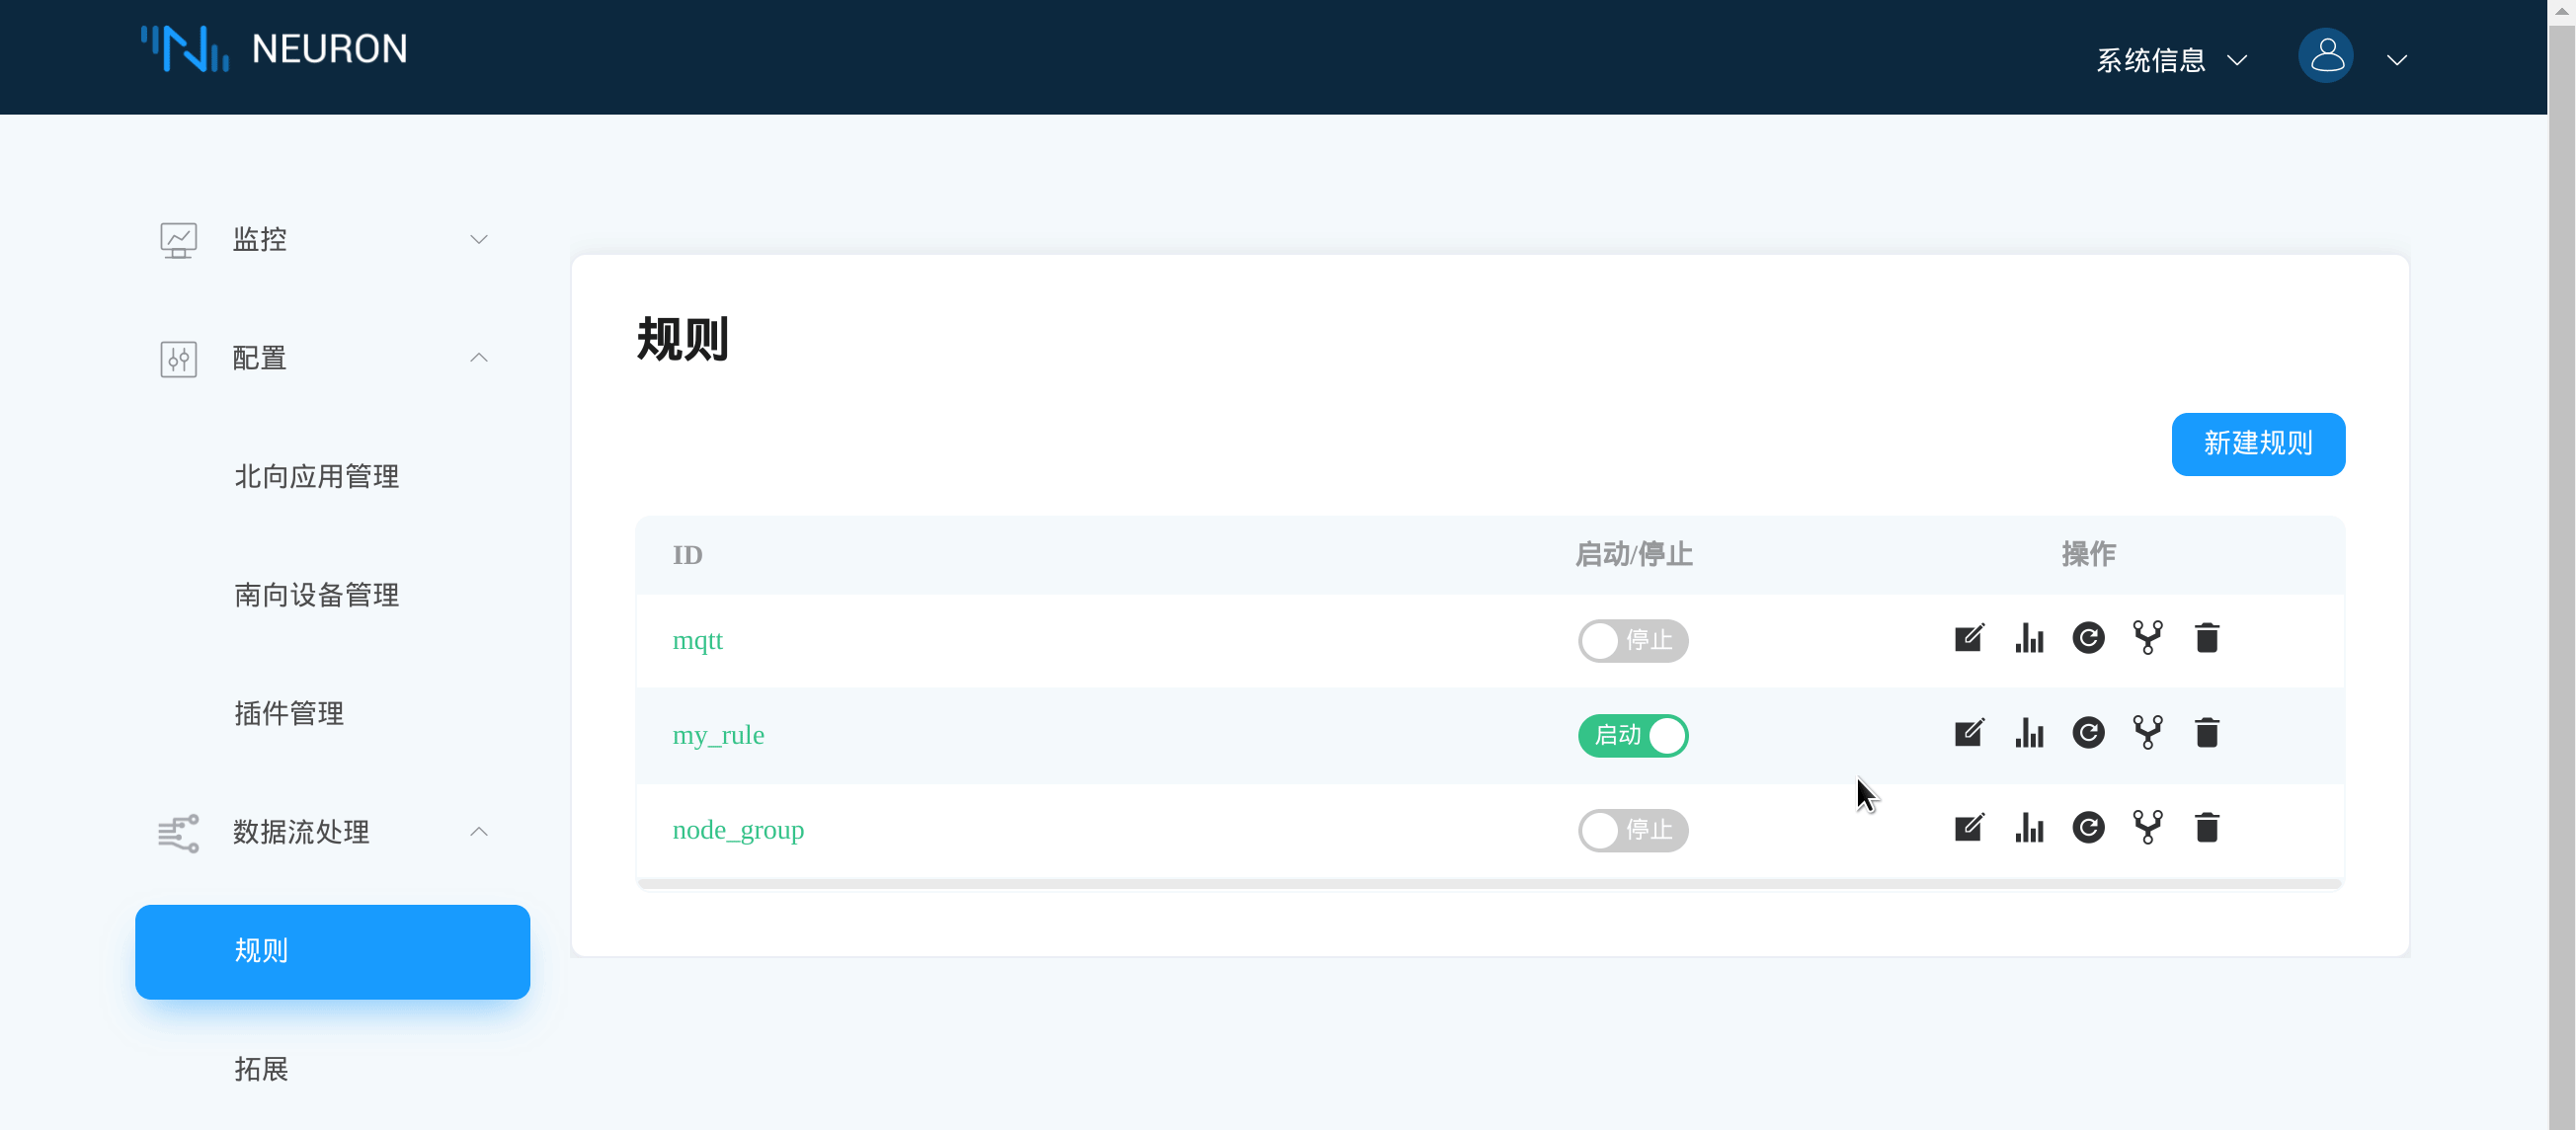 NEURON
系统信息
监控
配置
北向应用管理
南向设备管理
插件管理
数据流处理
规则
拓展
规则
新建规则
ID 启动/停止 操作
mqtt 停止
my_rule 启动
node_group 停止